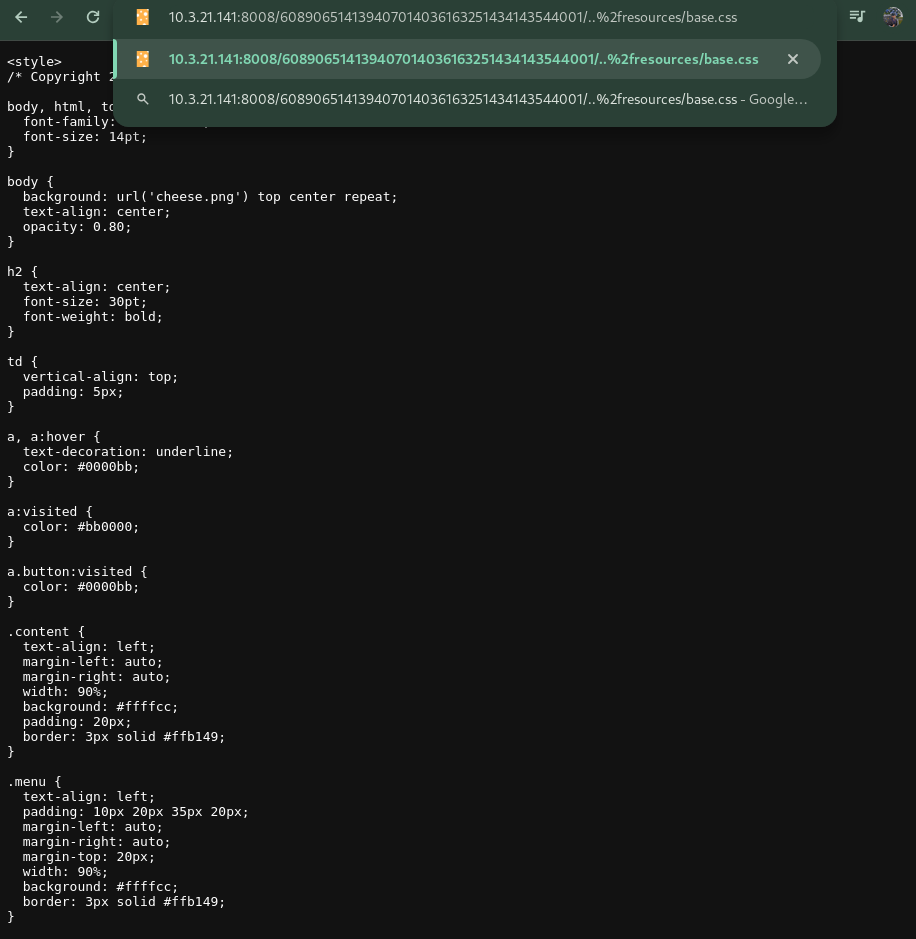 10.3.21.141:8008/608906514139407014036163251434143544001/..%2fresources/base.css
10.3.21.141:8008/608906514139407014036163251434143544001/..%2fresources/base.css
10.3.21.141:8008/608906514139407014036163251434143544001/..%2fresources/base.css - Google...
<style>
/* Copyright 2
body, html, td
  font-family:
  font-size: 14pt;
}
body {
  background: url('cheese.png') top center repeat;
  text-align: center;
  opacity: 0.80;
}
h2 {
  text-align: center;
  font-size: 30pt;
  font-weight: bold;
}
td {
  vertical-align: top;
  padding: 5px;
}
a, a:hover {
  text-decoration: underline;
  color: #0000bb;
}
a:visited {
  color: #bb0000;
}
a.button:visited {
  color: #0000bb;
}
.content {
  text-align: left;
  margin-left: auto;
  margin-right: auto;
  width: 90%;
  background: #ffffcc;
  padding: 20px;
  border: 3px solid #ffb149;
}
.menu {
  text-align: left;
  padding: 10px 20px 35px 20px;
  margin-left: auto;
  margin-right: auto;
  margin-top: 20px;
  width: 90%;
  background: #ffffcc;
  border: 3px solid #ffb149;
}